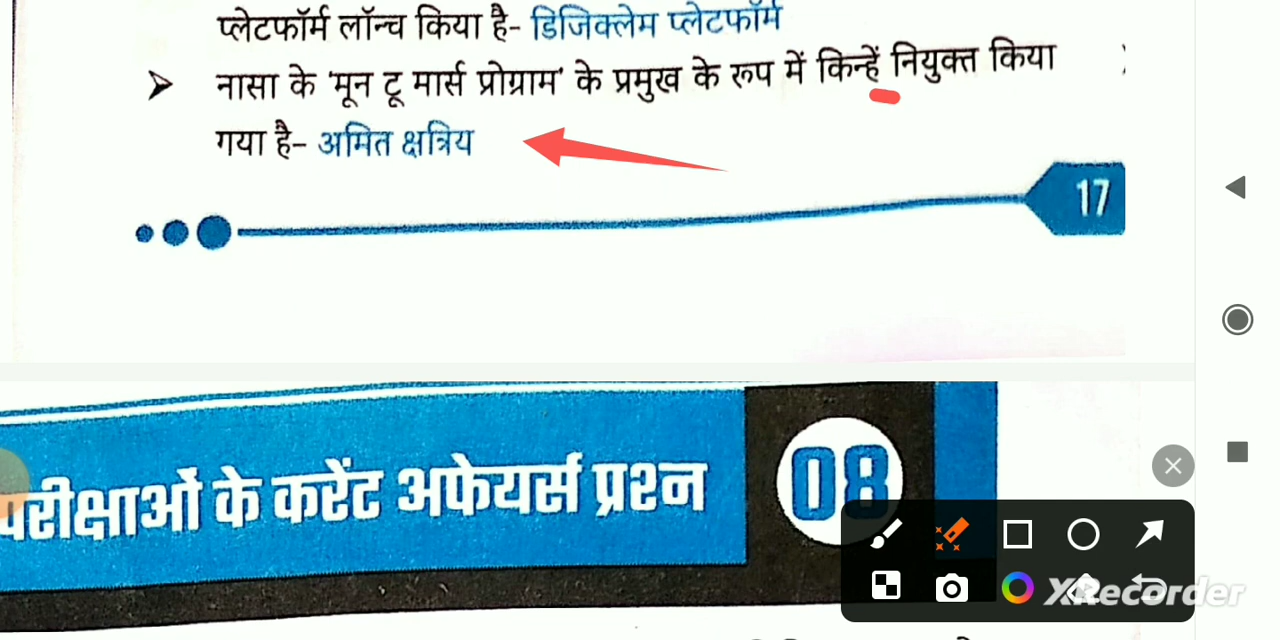 प्लेटफॉर्म लॉन्च किया है- डिजिक्लेम प्लेटफॉर्म
➢ नासा के 'मून टू मार्स प्रोग्राम' के प्रमुख के रूप में किन्हें नियुक्त किया
गया है- अमित क्षत्रिय
17
परीक्षाओं के करेंट अफेयर्स प्रश्न
08
XRecorder